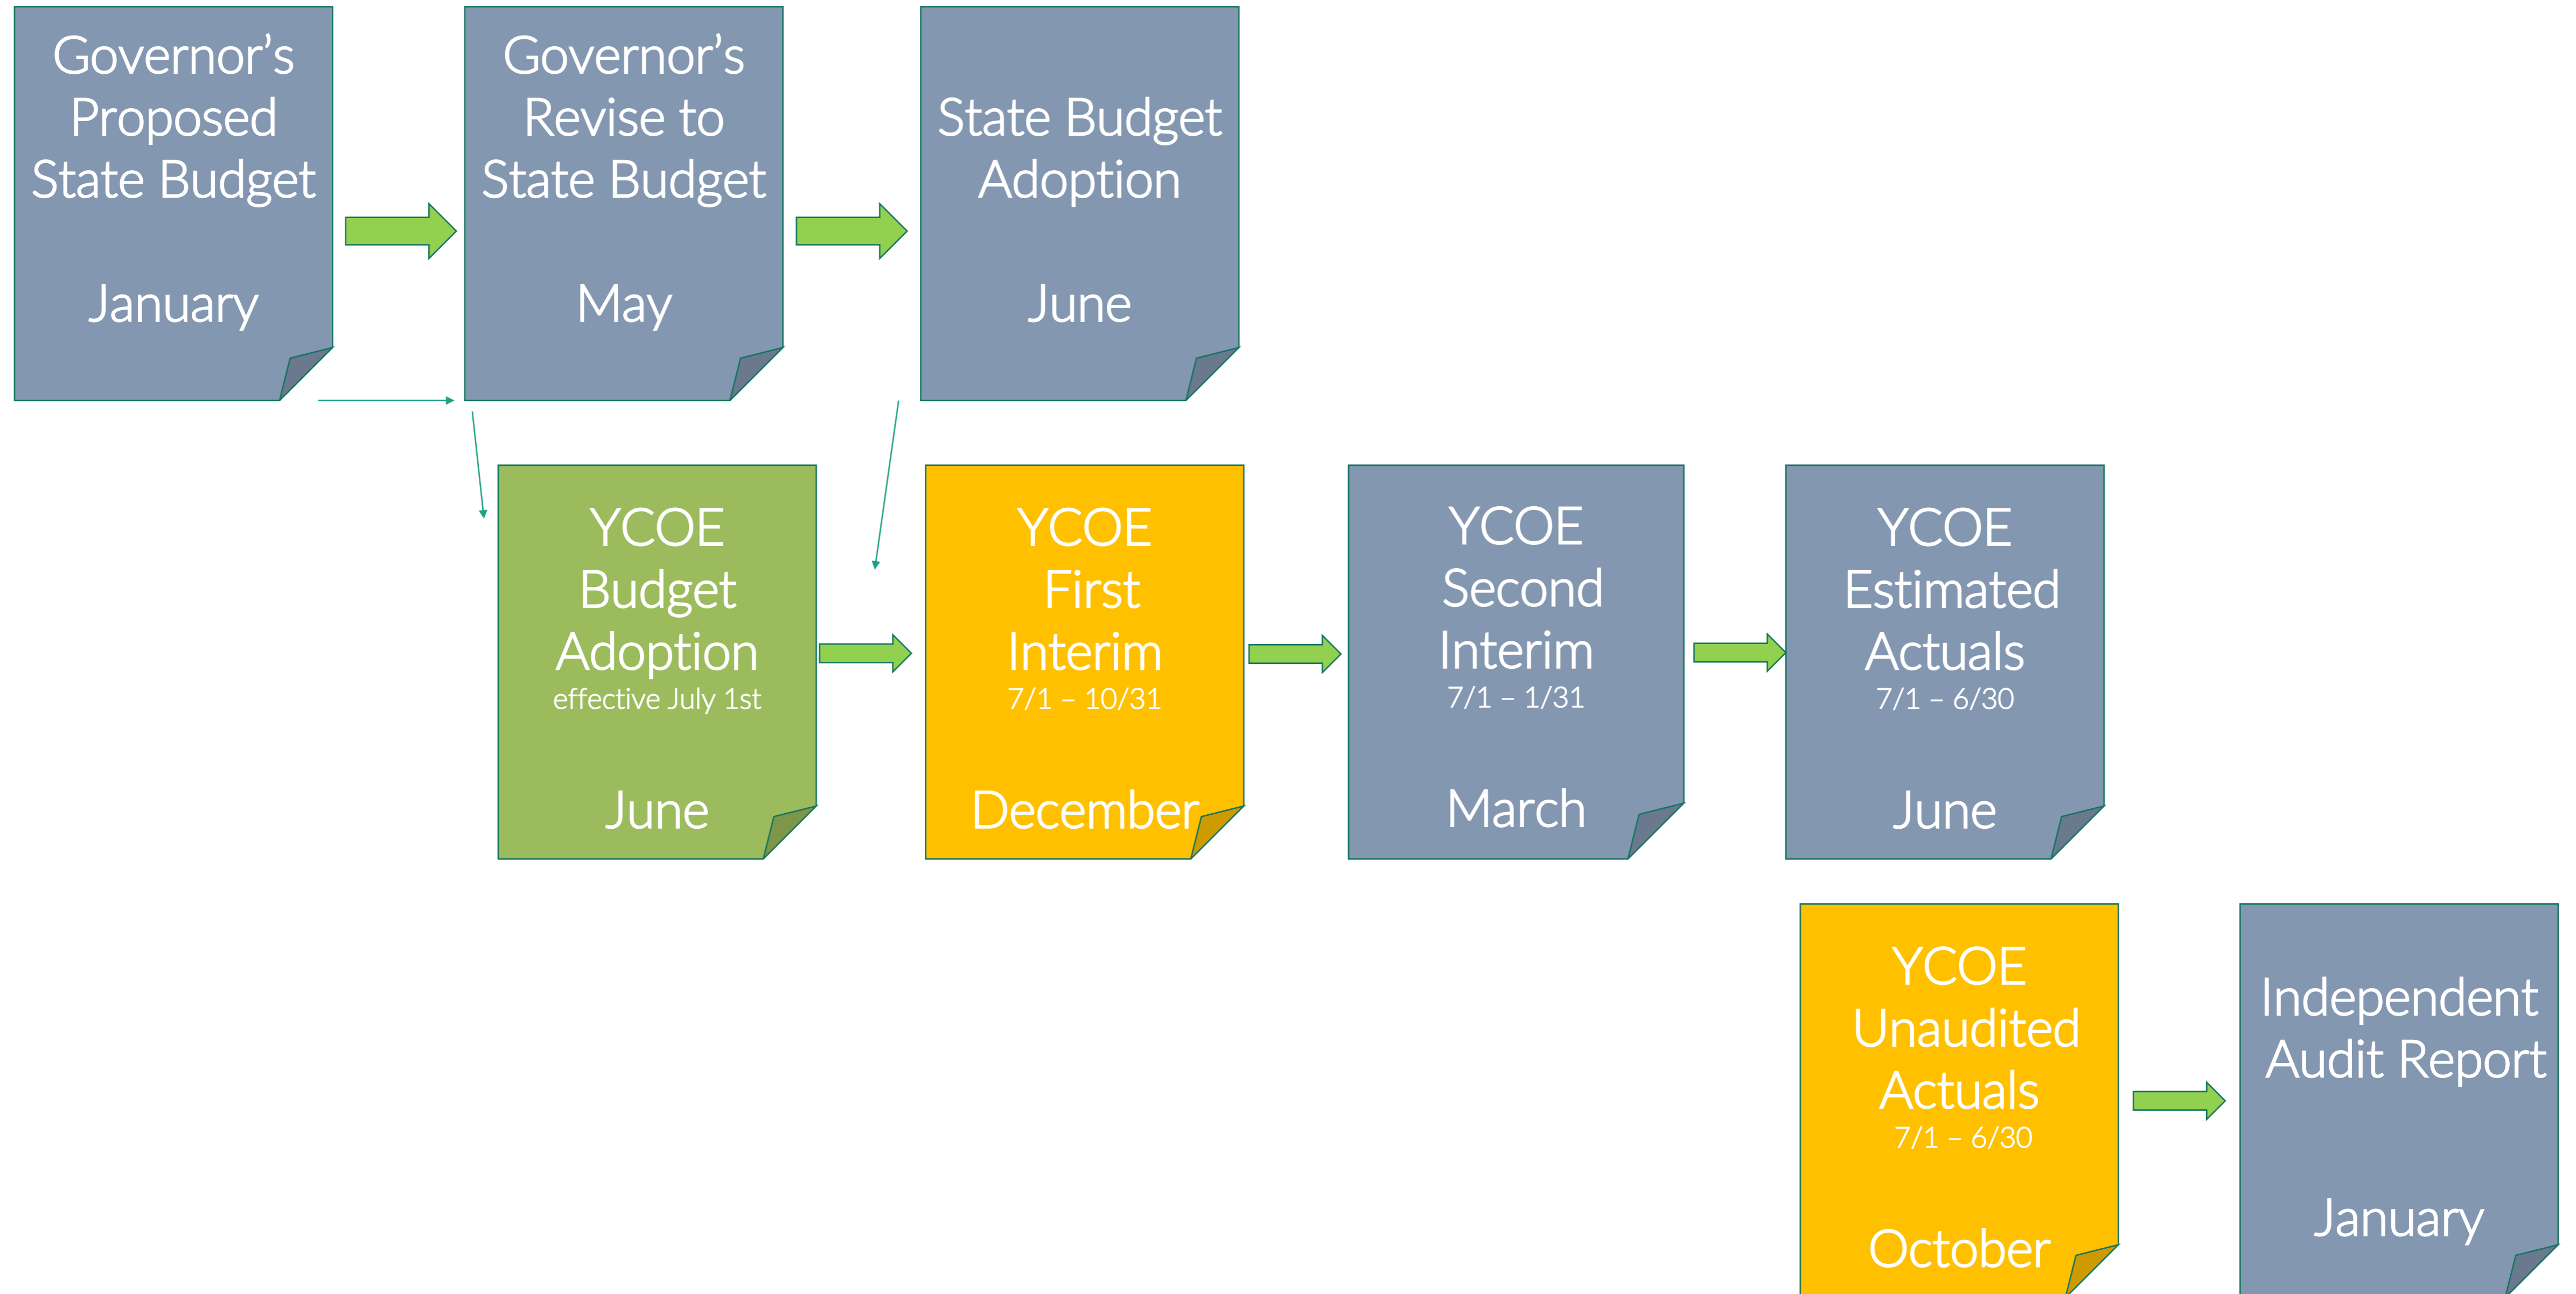 Governor’s
Proposed
State Budget
January
Governor’s
Revise to
State Budget
May
State Budget
Adoption
June
YCOE
Budget
Adoption
effective July 1st
June
YCOE
First
Interim
7/1 – 10/31
December
YCOE
Second
Interim
7/1 – 1/31
March
YCOE
Estimated
Actuals
7/1 – 6/30
June
YCOE
Unaudited
Actuals
7/1 – 6/30
October
Independent
Audit Report
January